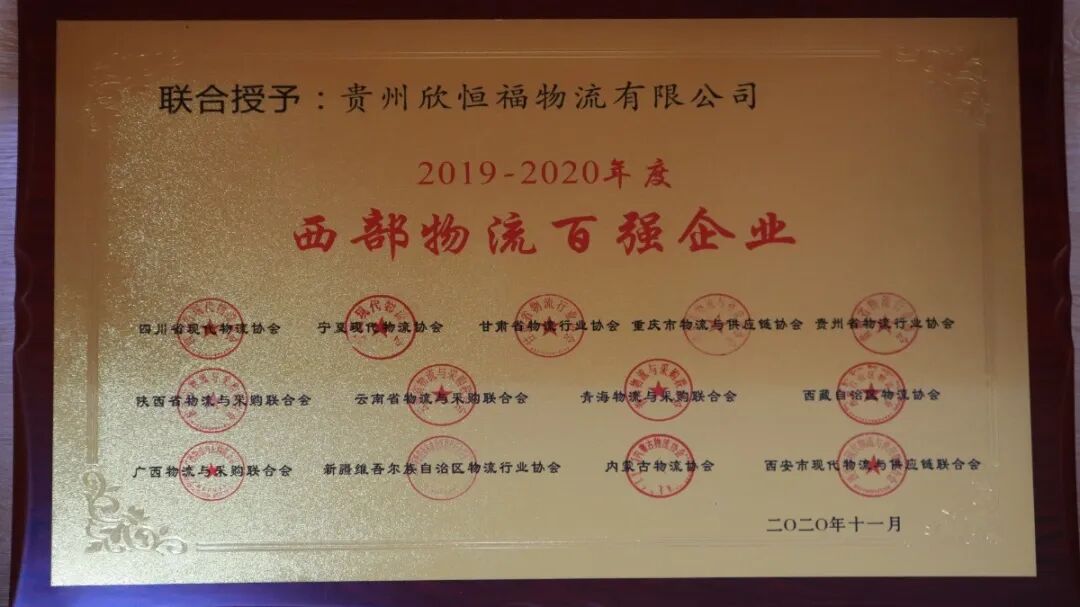 联合授予：贵州欣恒福物流有限公司
2019-2020年度
西部物流百强企业
四川省现代物流协会 宁夏现代物流协会 甘肃省物流行业协会 重庆市物流与供应链协会 贵州省物流行业协会
陕西省物流与采购联合会 云南省物流与采购联合会 青海物流与采购联合会 西藏自治区物流协会
广西物流与采购联合会 新疆维吾尔族自治区物流行业协会 内蒙古物流协会 西安市现代物流与供应链联合会
二〇二〇年十一月